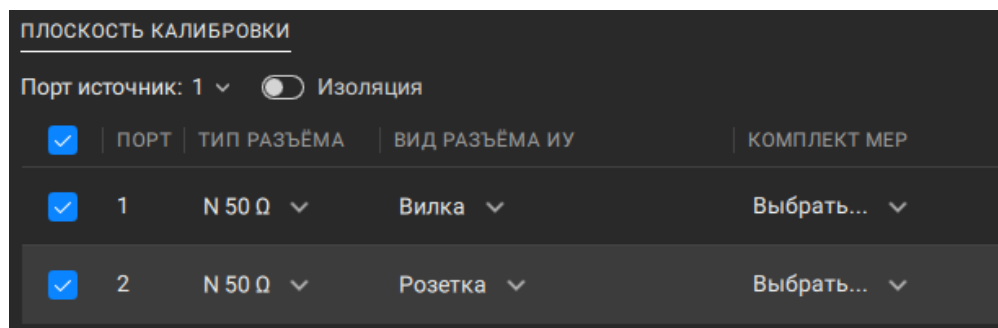 ПЛОСКОСТЬ КАЛИБРОВКИ
Порт источник: 1 Изоляция
ПОРТ ТИП РАЗЪЁМА ВИД РАЗЪЁМА ИУ КОМПЛЕКТ МЕР
1 N 50 Ω Вилка Выбрать...
2 N 50 Ω Розетка Выбрать...